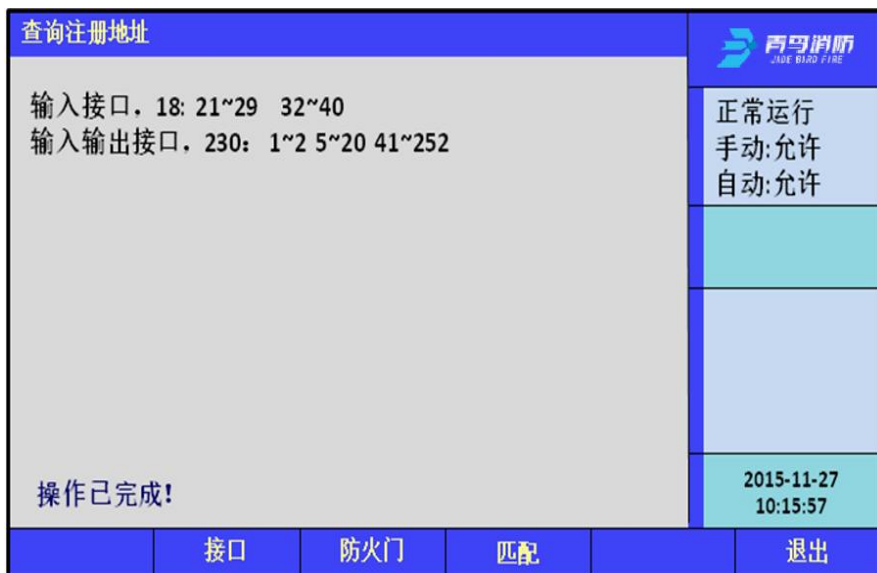 查询注册地址
青鸟消防
JADE BIRD FIRE
输入接口，18: 21~29 32~40
输入输出接口，230： 1~2 5~20 41~252
正常运行
手动:允许
自动:允许
操作已完成!
2015-11-27
10:15:57
接口 防火门 匹配 退出